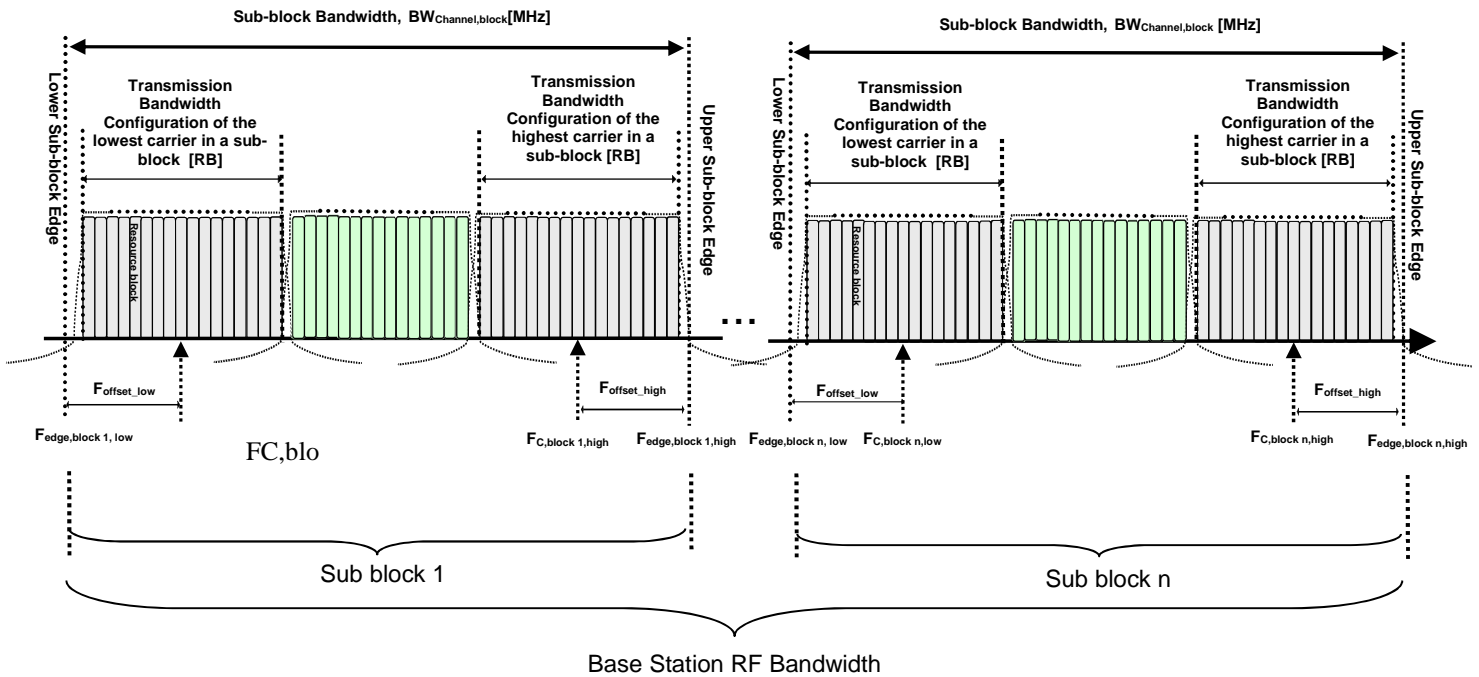 Sub-block Bandwidth, BWChannel,block[MHz]
Sub-block Bandwidth, BWChannel,block [MHz]
Lower Sub-block Edge
Transmission
Bandwidth
Configuration of the
lowest carrier in a sub-
block [RB]
Transmission
Bandwidth
Configuration of the
highest carrier in a
sub-block [RB]
Upper Sub-block Edge
Lower Sub-block Edge
Transmission
Bandwidth
Configuration of the
lowest carrier in a
sub-block [RB]
Transmission
Bandwidth
Configuration of the
highest carrier in a
sub-block [RB]
Upper Sub-block Edge
Resource block
Resource block
...
Foffset_low
Foffset_high
Foffset_low
Foffset_high
Fedge,block 1, low
FC,blo
FC,block 1,high
Fedge,block 1,high
Fedge,block n, low
FC,block n,low
FC,block n,high
Fedge,block n,high
Sub block 1
Sub block n
Base Station RF Bandwidth